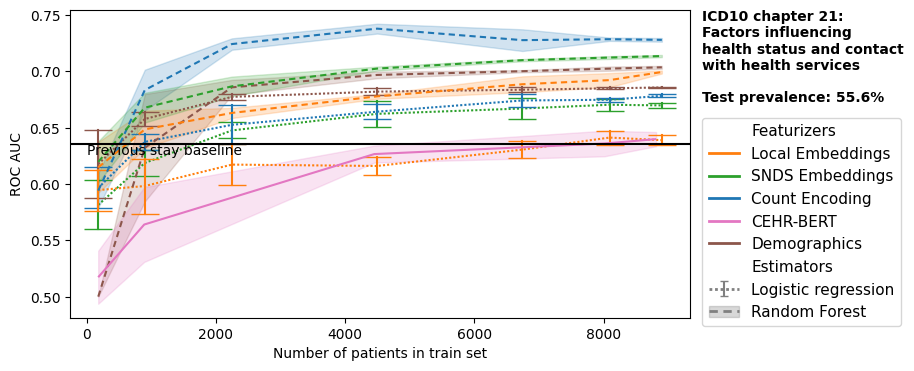 0.75
0.70
0.65
0.60
0.55
0.50
ROC AUC
Previous stay baseline
0
2000
4000
6000
8000
Number of patients in train set
ICD10 chapter 21:
Factors influencing
health status and contact
with health services
Test prevalence: 55.6%
Featurizers
Local Embeddings
SNDS Embeddings
Count Encoding
CEHR-BERT
Demographics
Estimators
Logistic regression
Random Forest